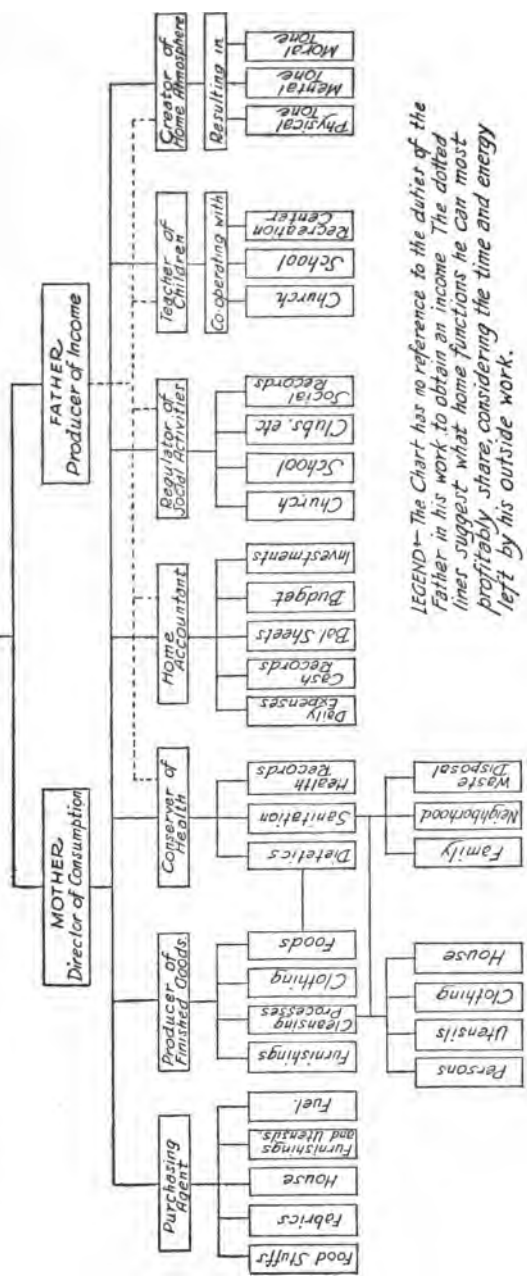 MOTHER
Director of Consumption
FATHER
Producer of Income
Purchasing
Agent
Producer of
Finished Goods.
Conserver of
Health
Home
Accountant
Regulator of
Social Activities
Teacher of
Children
Creator of
Home Atmosphere
Co-operating with
Resulting in
Food Stuffs
Fabrics
House
Furnishings
and Utensils.
Fuel.
Furnishings
Cleansing
Processes
Clothing
Foods
Dietetics
Sanitation
Health
Records
Daily
Expenses
Cash
Records
Bal. Sheets
Budget
Investments
Church
School
Clubs, etc
Social
Records
Church
School
Recreation
Center
Physical
Tone
Mental
Tone
Moral
Tone
Persons
Utensils
Clothing
House
Family
Neighborhood
Waste
Disposal
LEGEND- The Chart has no reference to the duties of the
Father in his work to obtain an income The dotted
lines suggest what home functions he can most
profitably share, considering the time and energy
left by his outside work.